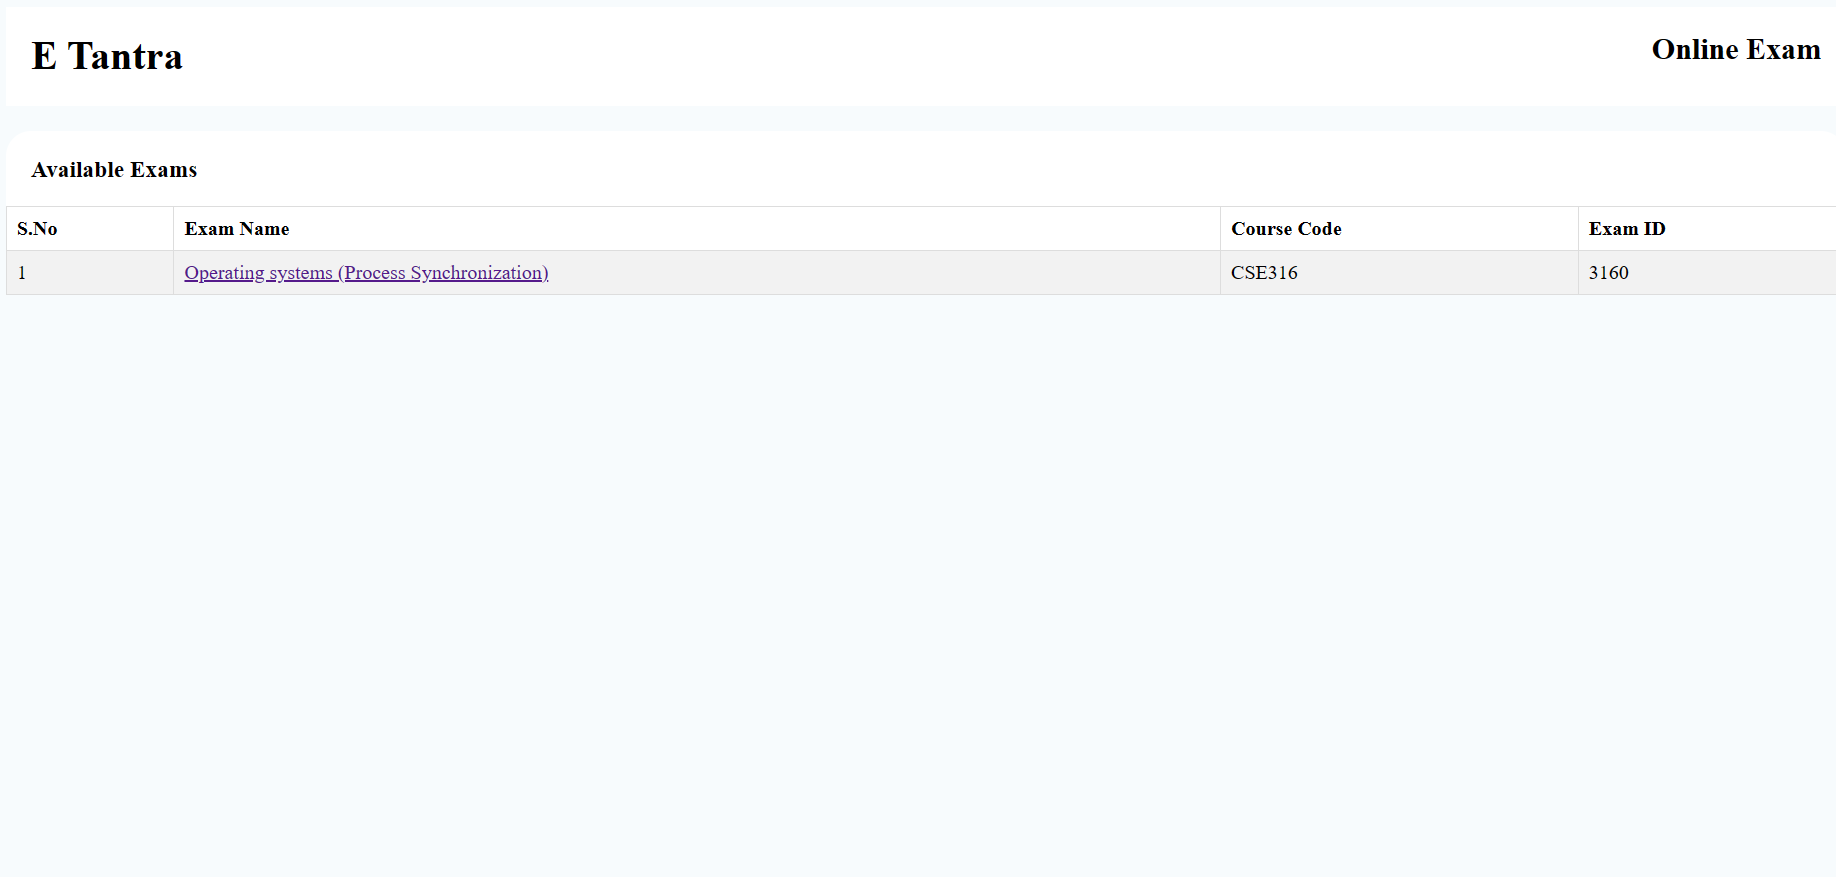 E Tantra
Online Exam
Available Exams
S.No Exam Name Course Code Exam ID
1 Operating systems (Process Synchronization) CSE316 3160